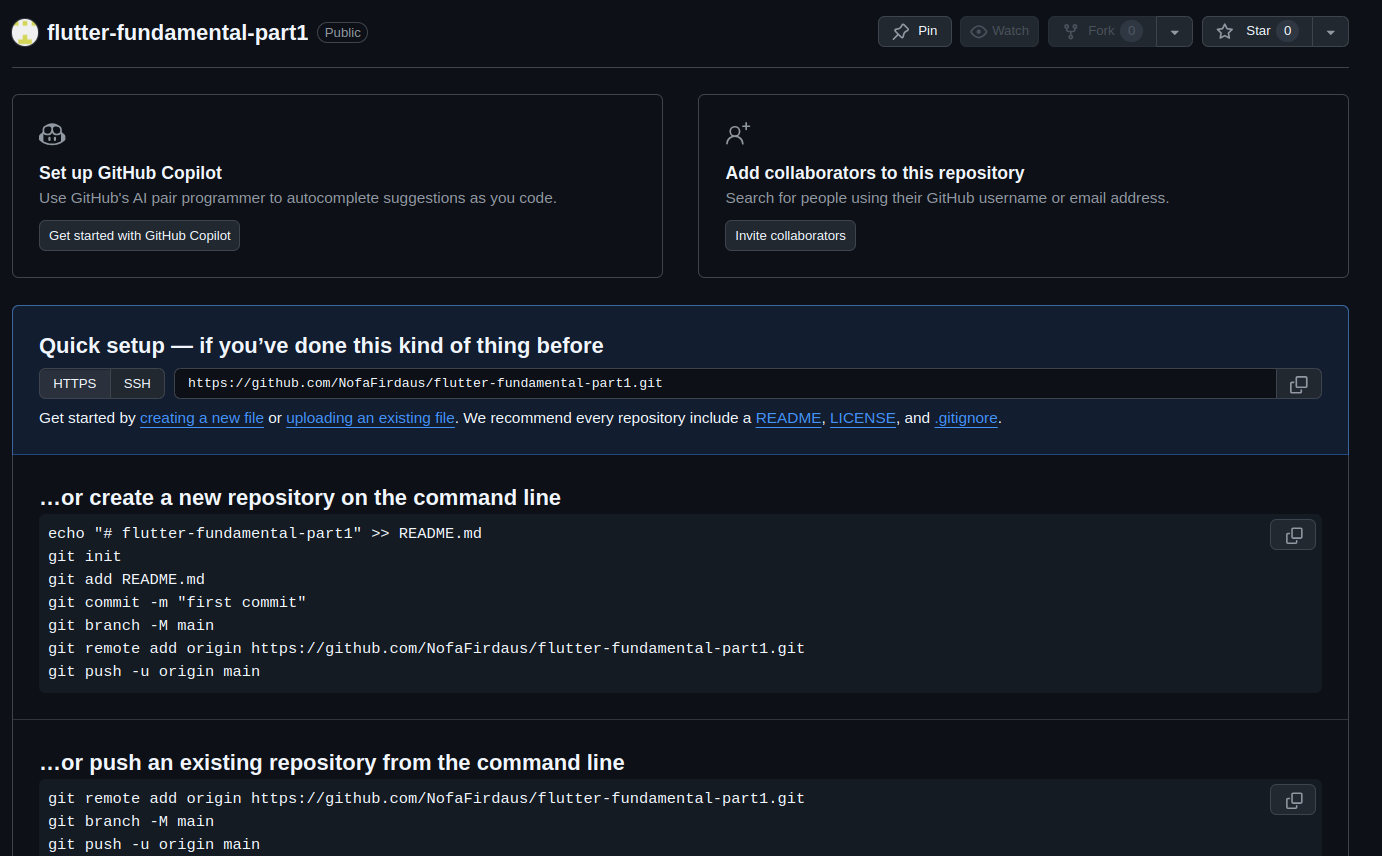 flutter-fundamental-part1 Public Pin Watch Fork 0 Star 0
Set up GitHub Copilot
Use GitHub's AI pair programmer to autocomplete suggestions as you code.
Get started with GitHub Copilot
Add collaborators to this repository
Search for people using their GitHub username or email address.
Invite collaborators
Quick setup — if you’ve done this kind of thing before
HTTPS SSH https://github.com/NofaFirdaus/flutter-fundamental-part1.git
Get started by creating a new file or uploading an existing file. We recommend every repository include a README, LICENSE, and .gitignore.
…or create a new repository on the command line
echo "# flutter-fundamental-part1" >> README.md
git init
git add README.md
git commit -m "first commit"
git branch -M main
git remote add origin https://github.com/NofaFirdaus/flutter-fundamental-part1.git
git push -u origin main
…or push an existing repository from the command line
git remote add origin https://github.com/NofaFirdaus/flutter-fundamental-part1.git
git branch -M main
git push -u origin main